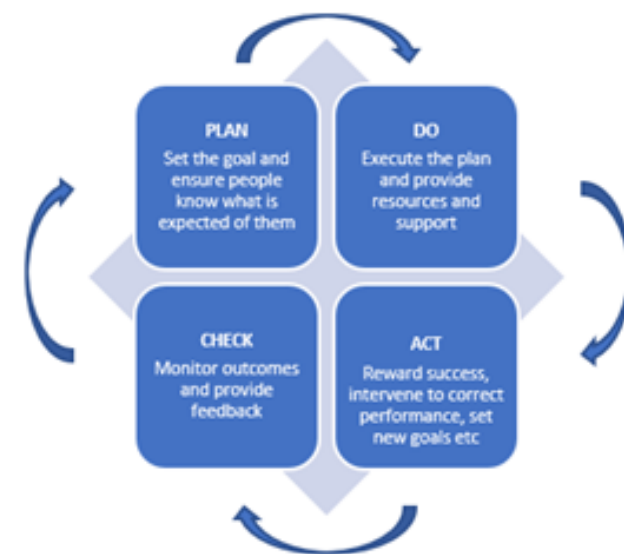 PLAN
Set the goal and
ensure people
know what is
expected of them
DO
Execute the plan
and provide
resources and
support
CHECK
Monitor outcomes
and provide
feedback
ACT
Reward success,
intervene to correct
performance, set
new goals etc